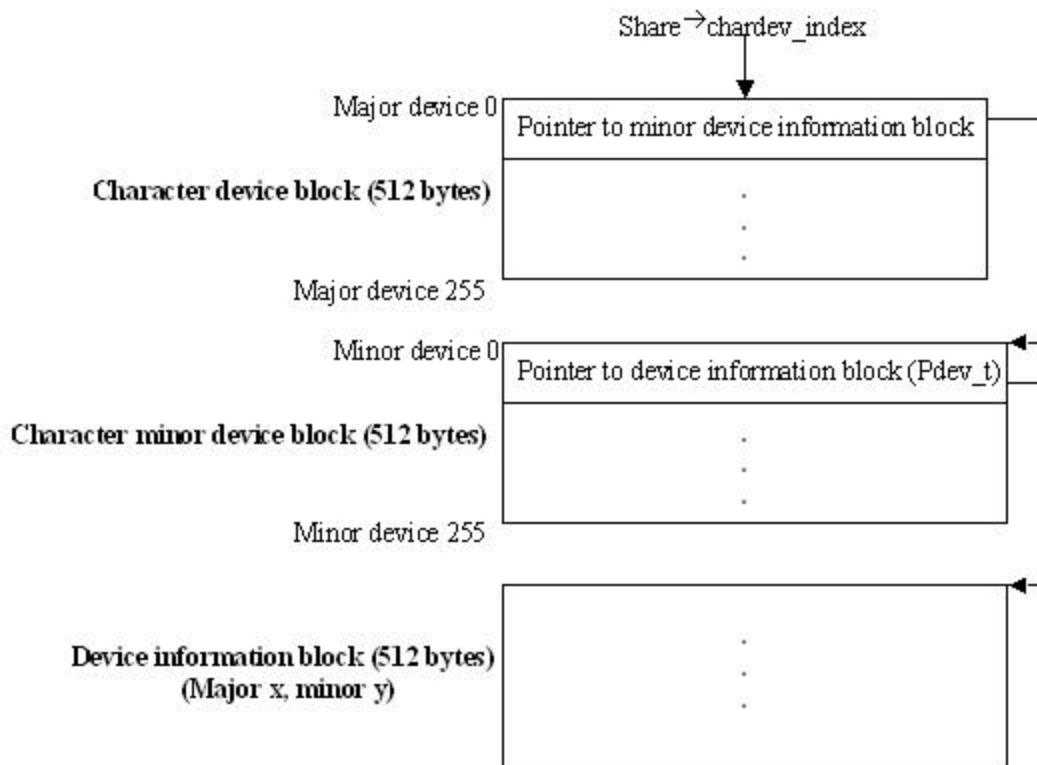 Share→chardev_index
Major device 0
Pointer to minor device information block
Character device block (512 bytes)
Major device 255
Minor device 0
Pointer to device information block (Pdev_t)
Character minor device block (512 bytes)
Minor device 255
Device information block (512 bytes)
(Major x, minor y)